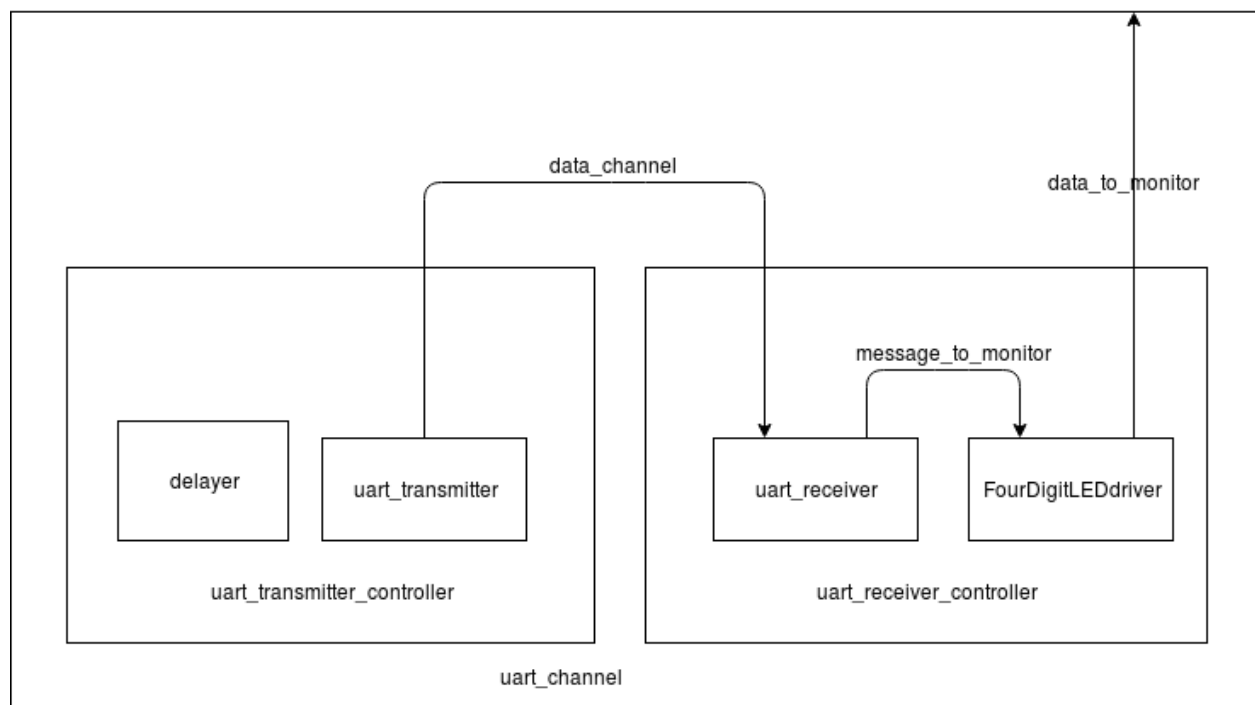 data_channel
data_to_monitor
message_to_monitor
delayer
uart_transmitter
uart_receiver
FourDigitLEDdriver
uart_transmitter_controller
uart_receiver_controller
uart_channel